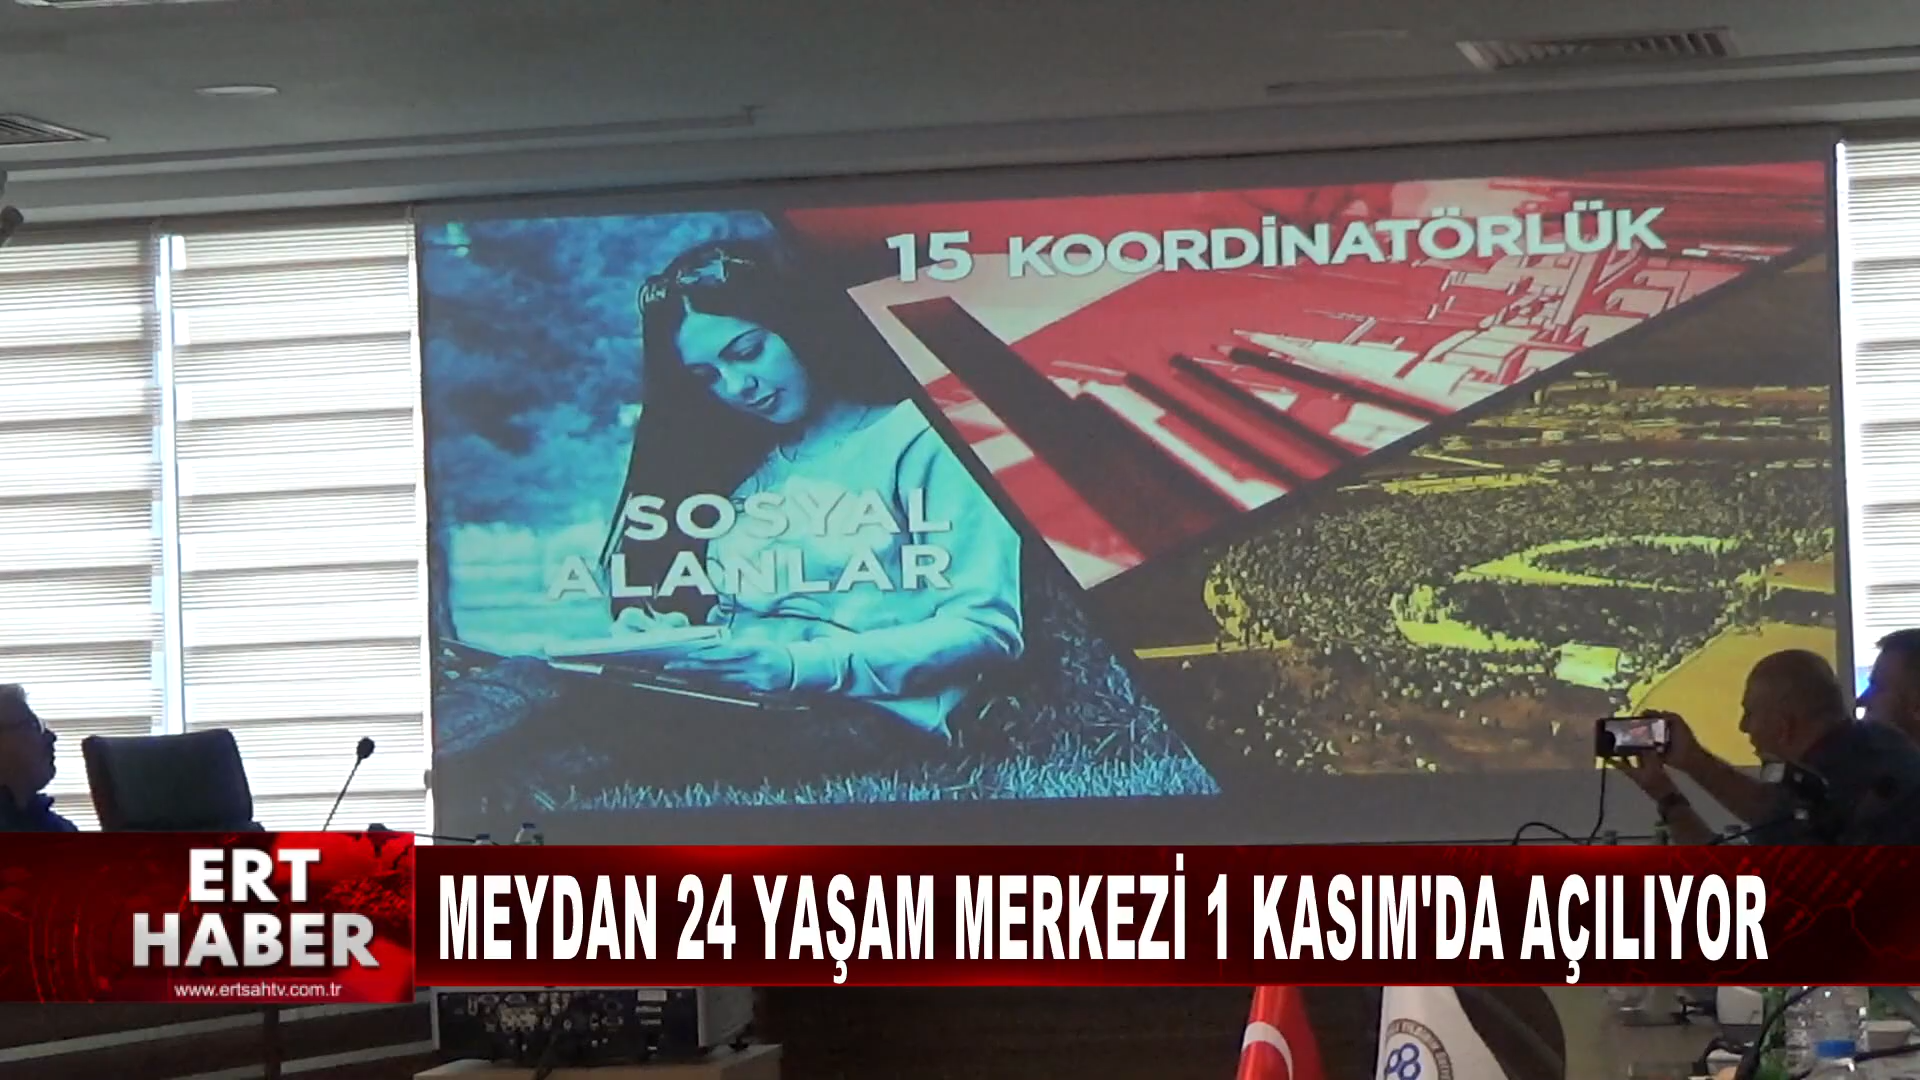 15 KOORDİNATÖRLÜK
SOSYAL
ALANLAR
ERT
HABER
www.ertsahtv.com.tr
MEYDAN 24 YAŞAM MERKEZİ 1 KASIM'DA AÇILIYOR